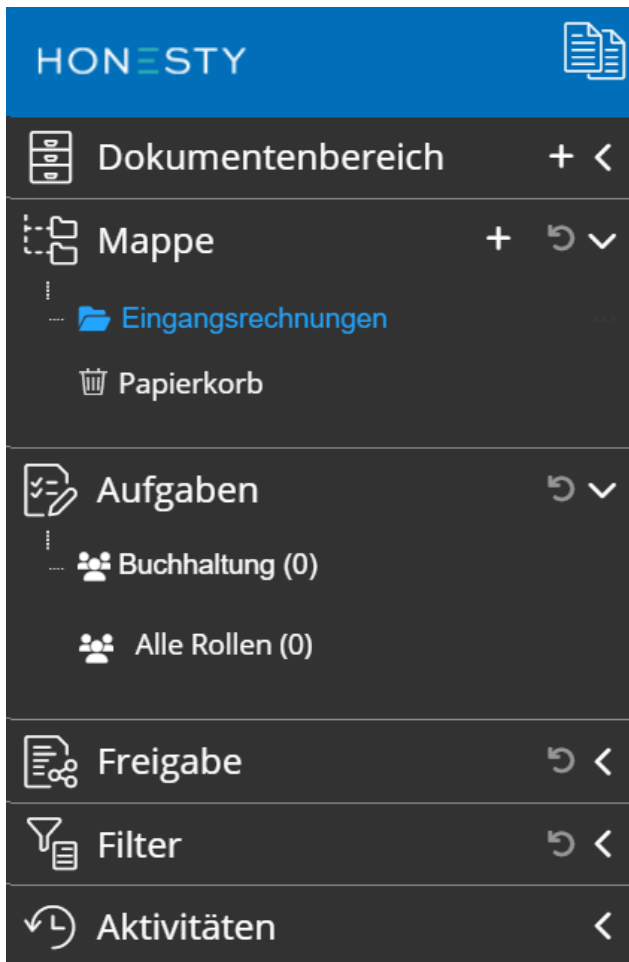 HONESTY
Dokumentenbereich
Mappe
Eingangsrechnungen
Papierkorb
Aufgaben
Buchhaltung (0)
Alle Rollen (0)
Freigabe
Filter
Aktivitäten